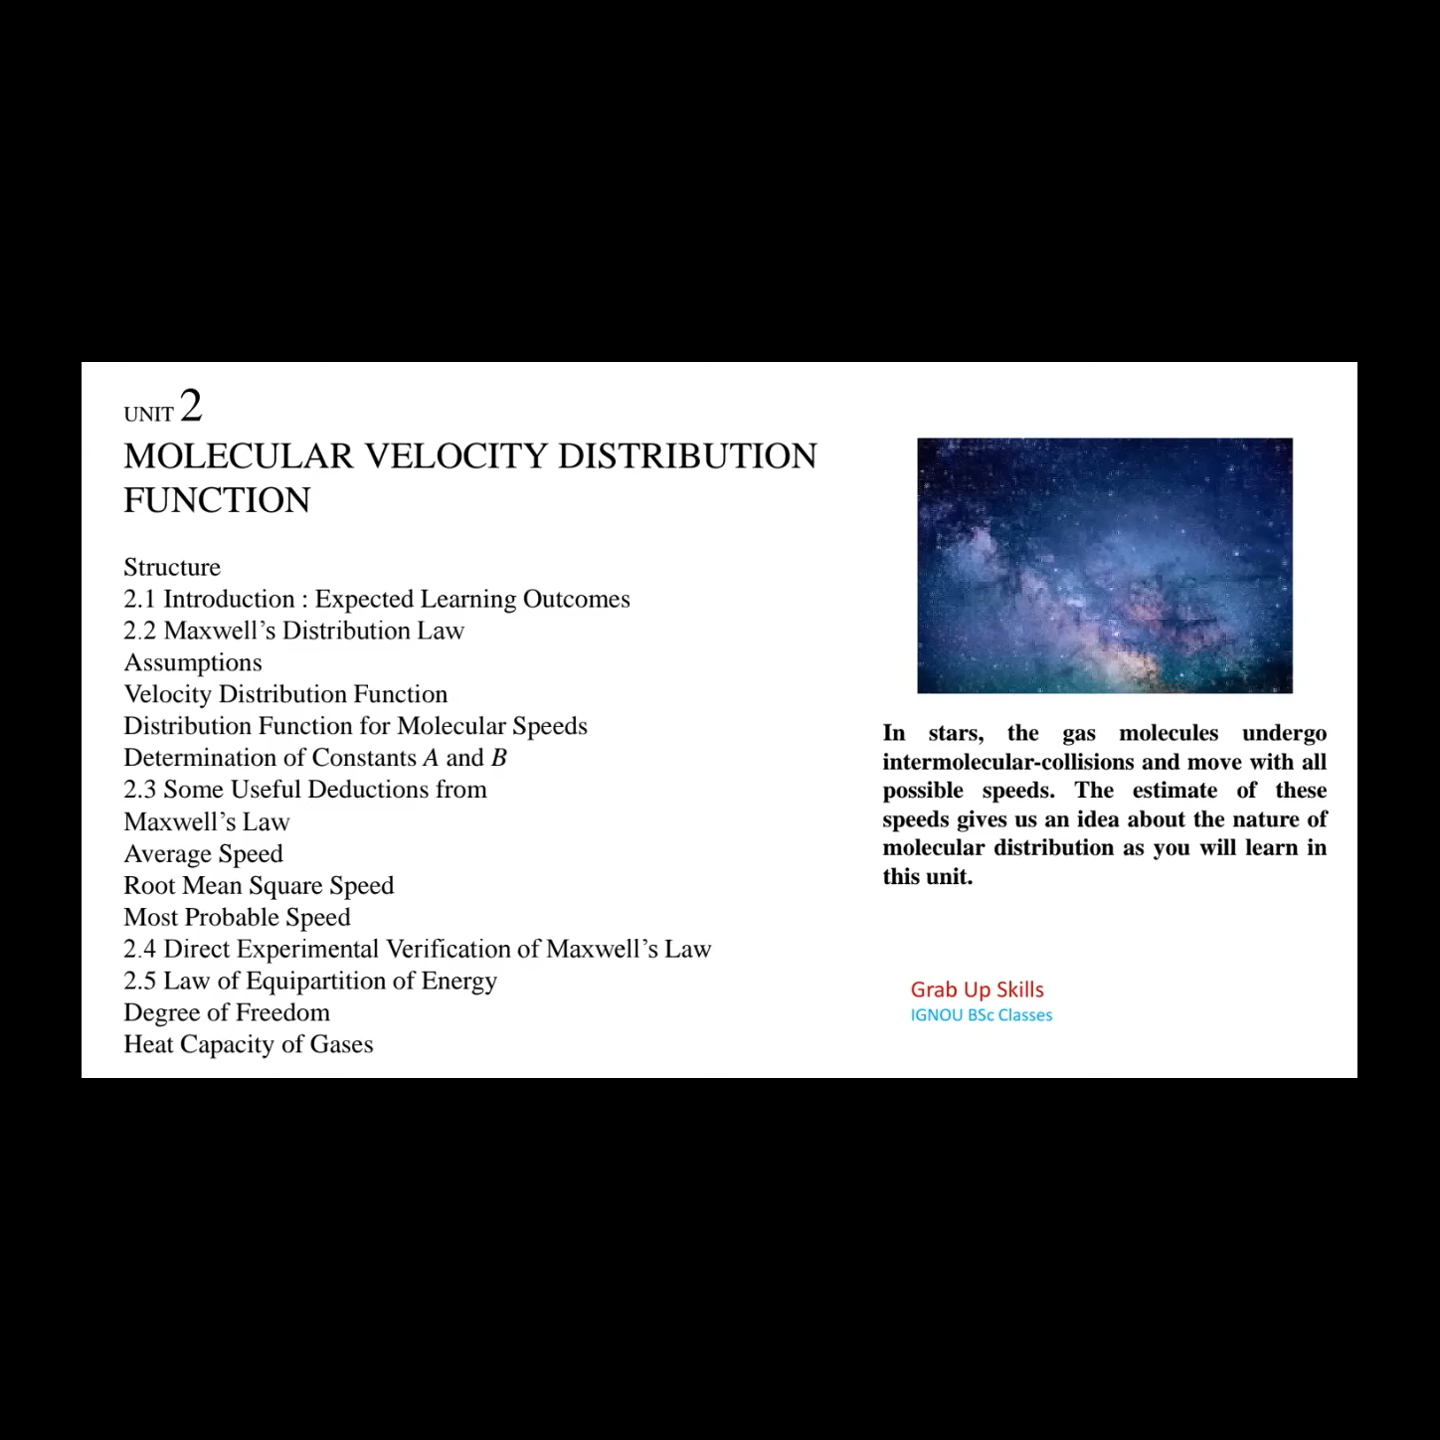 UNIT 2
MOLECULAR VELOCITY DISTRIBUTION
FUNCTION
Structure
2.1 Introduction : Expected Learning Outcomes
2.2 Maxwell’s Distribution Law
Assumptions
Velocity Distribution Function
Distribution Function for Molecular Speeds
Determination of Constants A and B
2.3 Some Useful Deductions from
Maxwell’s Law
Average Speed
Root Mean Square Speed
Most Probable Speed
2.4 Direct Experimental Verification of Maxwell’s Law
2.5 Law of Equipartition of Energy
Degree of Freedom
Heat Capacity of Gases
In stars, the gas molecules undergo
intermolecular-collisions and move with all
possible speeds. The estimate of these
speeds gives us an idea about the nature of
molecular distribution as you will learn in
this unit.
Grab Up Skills
IGNOU BSc Classes